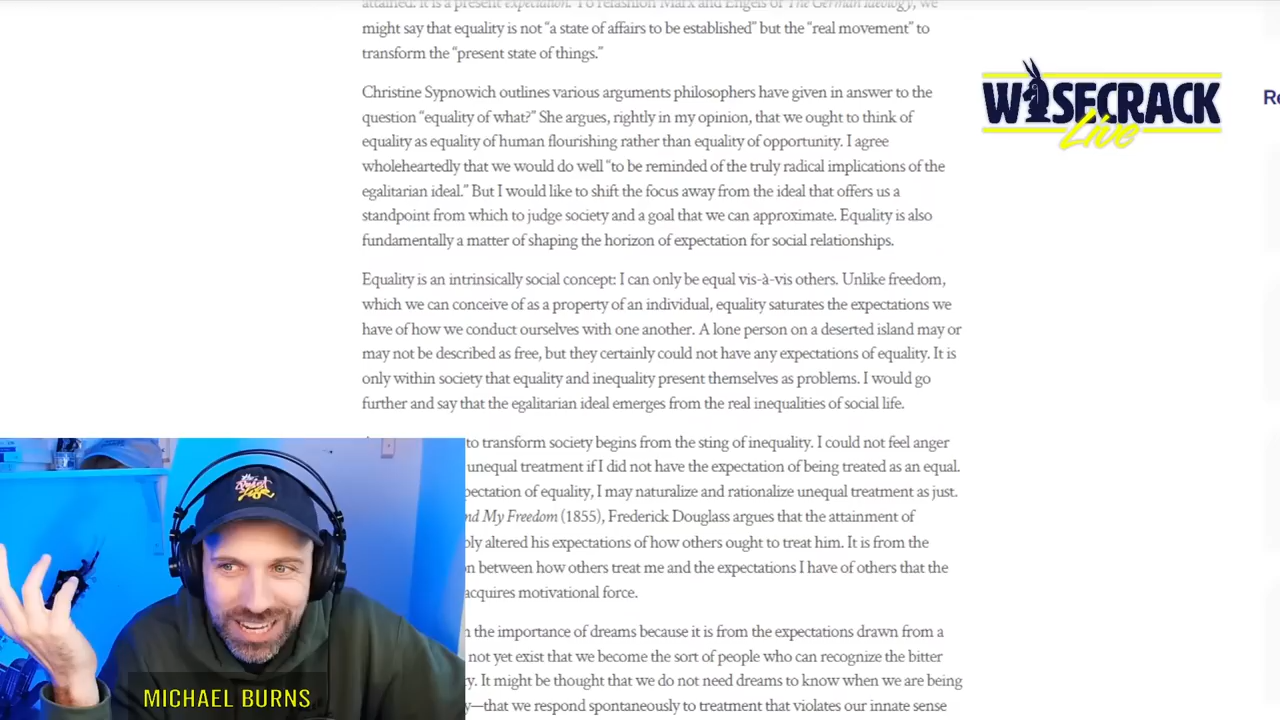 attained. It is a present expectation. To refashion Marx and Engels of The German Ideology, we
might say that equality is not “a state of affairs to be established” but the “real movement” to
transform the “present state of things.”
Christine Sypnowich outlines various arguments philosophers have given in answer to the
question “equality of what?” She argues, rightly in my opinion, that we ought to think of
equality as equality of human flourishing rather than equality of opportunity. I agree
wholeheartedly that we would do well “to be reminded of the truly radical implications of the
egalitarian ideal.” But I would like to shift the focus away from the ideal that offers us a
standpoint from which to judge society and a goal that we can approximate. Equality is also
fundamentally a matter of shaping the horizon of expectation for social relationships.
Equality is an intrinsically social concept: I can only be equal vis-à-vis others. Unlike freedom,
which we can conceive of as a property of an individual, equality saturates the expectations we
have of how we conduct ourselves with one another. A lone person on a deserted island may or
may not be described as free, but they certainly could not have any expectations of equality. It is
only within society that equality and inequality present themselves as problems. I would go
further and say that the egalitarian ideal emerges from the real inequalities of social life.
to transform society begins from the sting of inequality. I could not feel anger
unequal treatment if I did not have the expectation of being treated as an equal.
pectation of equality, I may naturalize and rationalize unequal treatment as just.
nd My Freedom (1855), Frederick Douglass argues that the attainment of
bly altered his expectations of how others ought to treat him. It is from the
n between how others treat me and the expectations I have of others that the
acquires motivational force.
n the importance of dreams because it is from the expectations drawn from a
not yet exist that we become the sort of people who can recognize the bitter
y. It might be thought that we do not need dreams to know when we are being
y—that we respond spontaneously to treatment that violates our innate sense
WISECRACK
Live
Re
MICHAEL BURNS